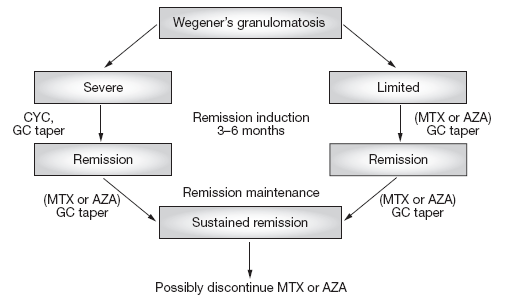 Wegener's granulomatosis
Severe
Limited
CYC,
GC taper
Remission induction
3–6 months
(MTX or AZA)
GC taper
Remission
Remission
(MTX or AZA)
GC taper
Remission maintenance
(MTX or AZA)
GC taper
Sustained remission
Possibly discontinue MTX or AZA